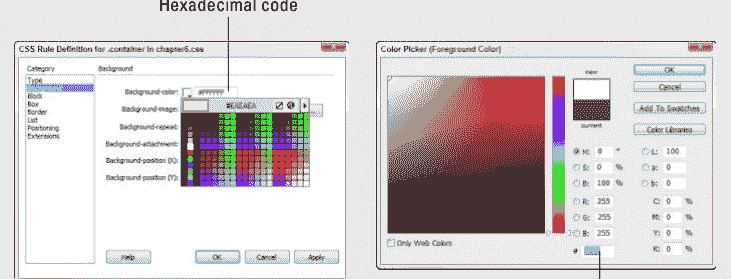 Hexadecimal code
CSS Rule Definition for .container in chapter6.css
Category
Background
Type
Block
Box
Border
List
Positioning
Extensions
Background-color:
#FFFFFF
#EAEAEA
Background-image:
Background-repeat:
Background-attachment:
Background-position (X):
Background-position (Y):
Help
OK
Cancel
Apply
Color Picker (Foreground Color)
new
current
OK
Cancel
Add To Swatches
Color Libraries
H: 0 °
S: 0 %
B: 100 %
R: 255
G: 255
B: 255
#
L: 100
a: 0
b: 0
C: 0 %
M: 0 %
Y: 0 %
K: 0 %
Only Web Colors